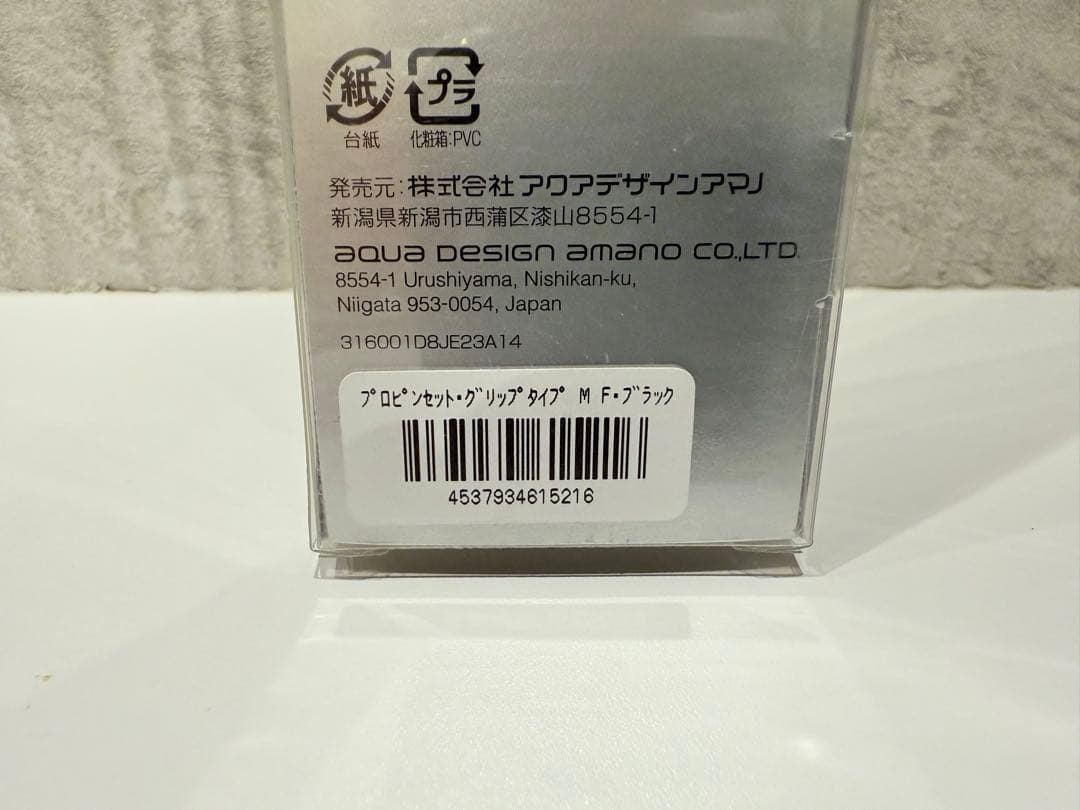 紙 プラ
台紙 化粧箱:PVC
発売元:株式会社アクアデザインアマノ
新潟県新潟市西蒲区漆山8554-1
aqua Design amano CO.,LTD.
8554-1 Urushiyama, Nishikan-ku,
Niigata 953-0054, Japan
316001D8JE23A14
プロピンセット・グリップタイプ M F・ブラック
4537934615216